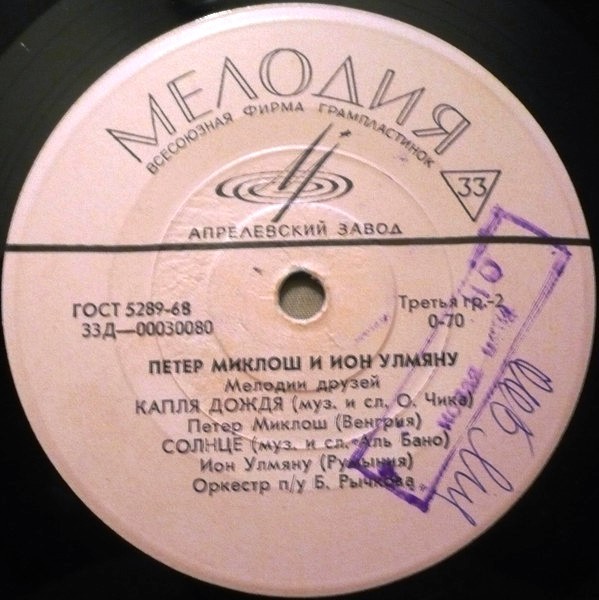 МЕЛОДИЯ
ВСЕСОЮЗНАЯ ФИРМА ГРАМПЛАСТИНОК
33
АПРЕЛЕВСКИЙ ЗАВОД
ГОСТ 5289-68
33Д—00030080
Третья гр.-2
0-70
ПЕТЕР МИКЛОШ И ИОН УЛМЯНУ
Мелодии друзей
КАПЛЯ ДОЖДЯ (муз. и сл. О. Чика)
Петер Миклош (Венгрия)
СОЛНЦЕ (муз. и сл. Аль Бано)
Ион Улмяну (Румыния)
Оркестр п/у Б. Рычкова